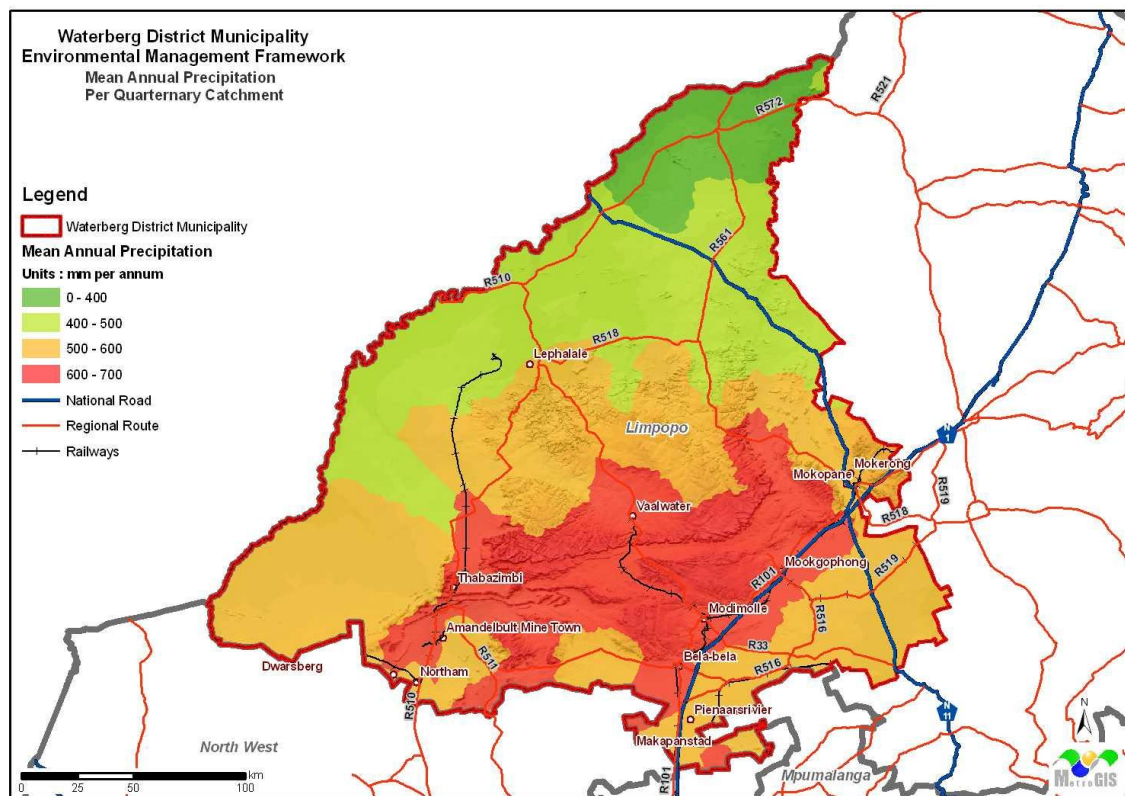 Waterberg District Municipality
Environmental Management Framework
Mean Annual Precipitation
Per Quarternary Catchment
Legend
Waterberg District Municipality
Mean Annual Precipitation
Units : mm per annum
0 - 400
400 - 500
500 - 600
600 - 700
National Road
Regional Route
Railways
R521
R572
R561
R510
R518
Lephalale
Limpopo
N
1
Mokerong
Mokopane
R519
R518
Vaalwater
Mookgophong
R101
R519
Thabazimbi
Modimolle
R516
Amandelbult Mine Town
R33
R511
Bela-bela
R516
Dwarsberg
Northam
R510
Pienaarsrivier
N
11
N
Makapanstad
North West
Mpumalanga
R101
0
25
50
100
km
MetroGIS